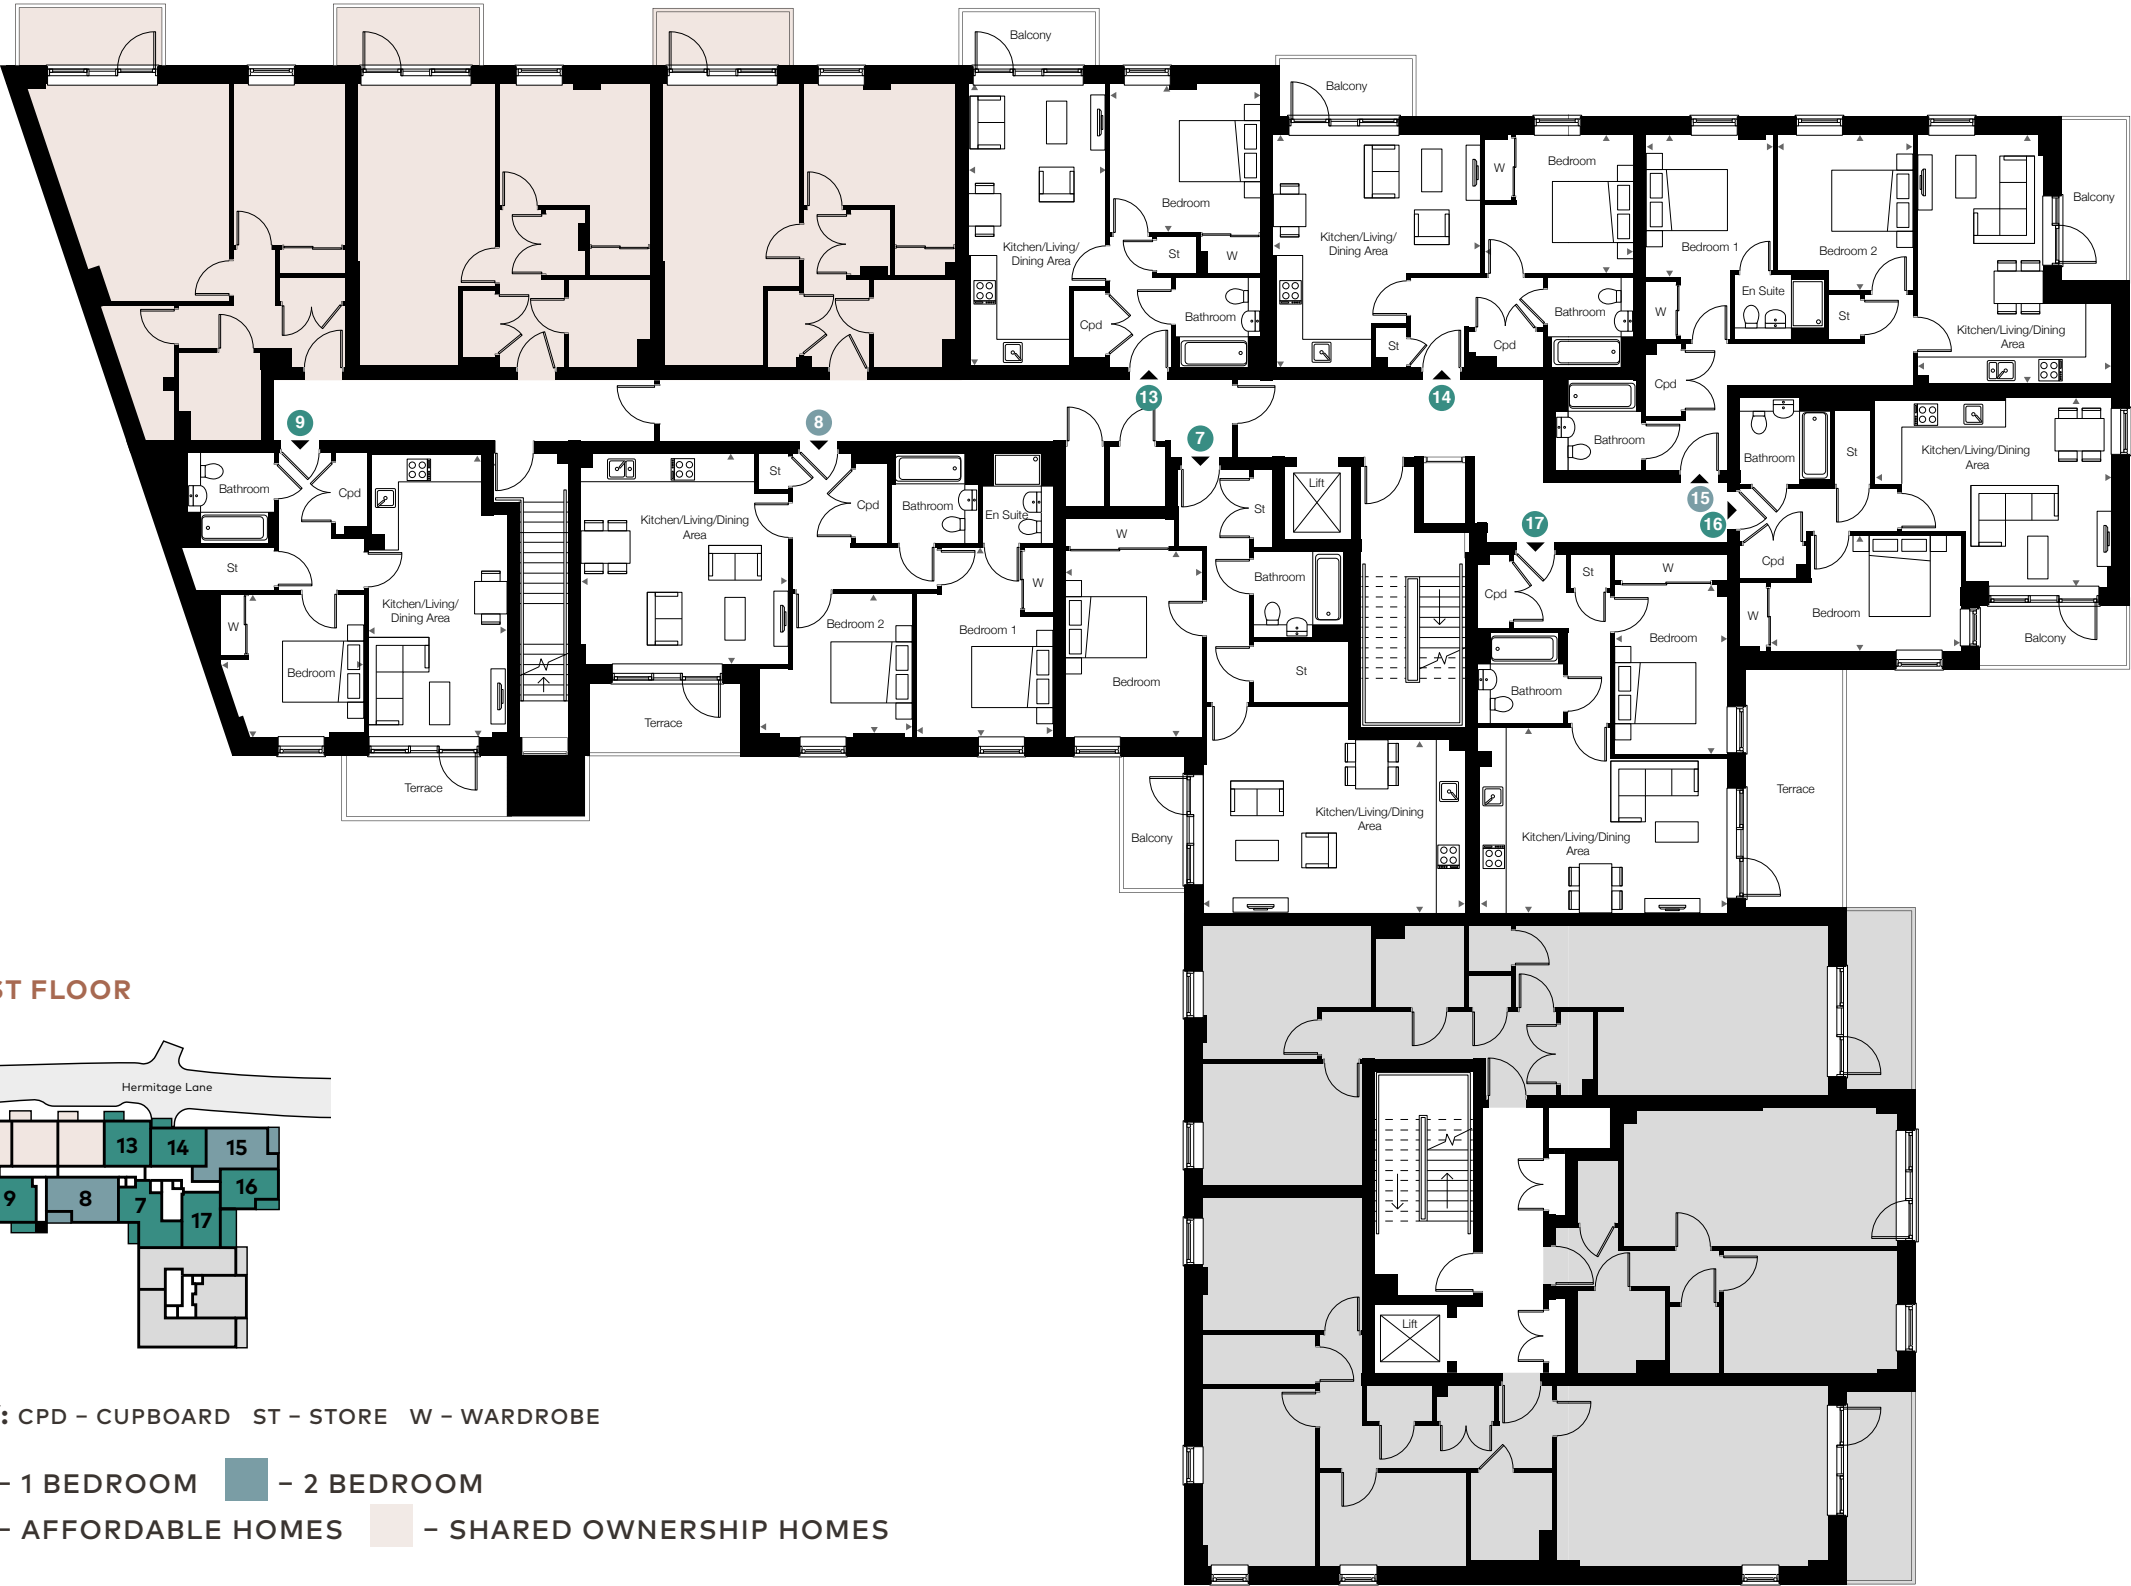 Balcony
Balcony
Bedroom
Kitchen/Living/
Dining Area
St
W
Cpd
Bathroom
13
W
Bedroom
Kitchen/Living/
Dining Area
St
Cpd
Bathroom
14
Bedroom 1
Bedroom 2
En Suite
W
St
Cpd
Bathroom
Kitchen/Living/Dining
Area
Balcony
15
16
Bathroom
St
Kitchen/Living/Dining
Area
Cpd
W
Bedroom
Balcony
9
Bathroom
Cpd
St
W
Bedroom
Kitchen/Living/
Dining Area
Terrace
8
St
Cpd
Kitchen/Living/Dining
Area
Bathroom
En Suite
W
Bedroom 2
Bedroom 1
Terrace
7
W
St
Bathroom
St
Bedroom
Lift
Kitchen/Living/Dining
Area
Balcony
17
Cpd
St
W
Bedroom
Bathroom
Kitchen/Living/Dining
Area
Terrace
Lift
ST FLOOR
Hermitage Lane
13
14
15
16
9
8
7
17
: CPD – CUPBOARD ST – STORE W – WARDROBE
– 1 BEDROOM – 2 BEDROOM
– AFFORDABLE HOMES – SHARED OWNERSHIP HOMES